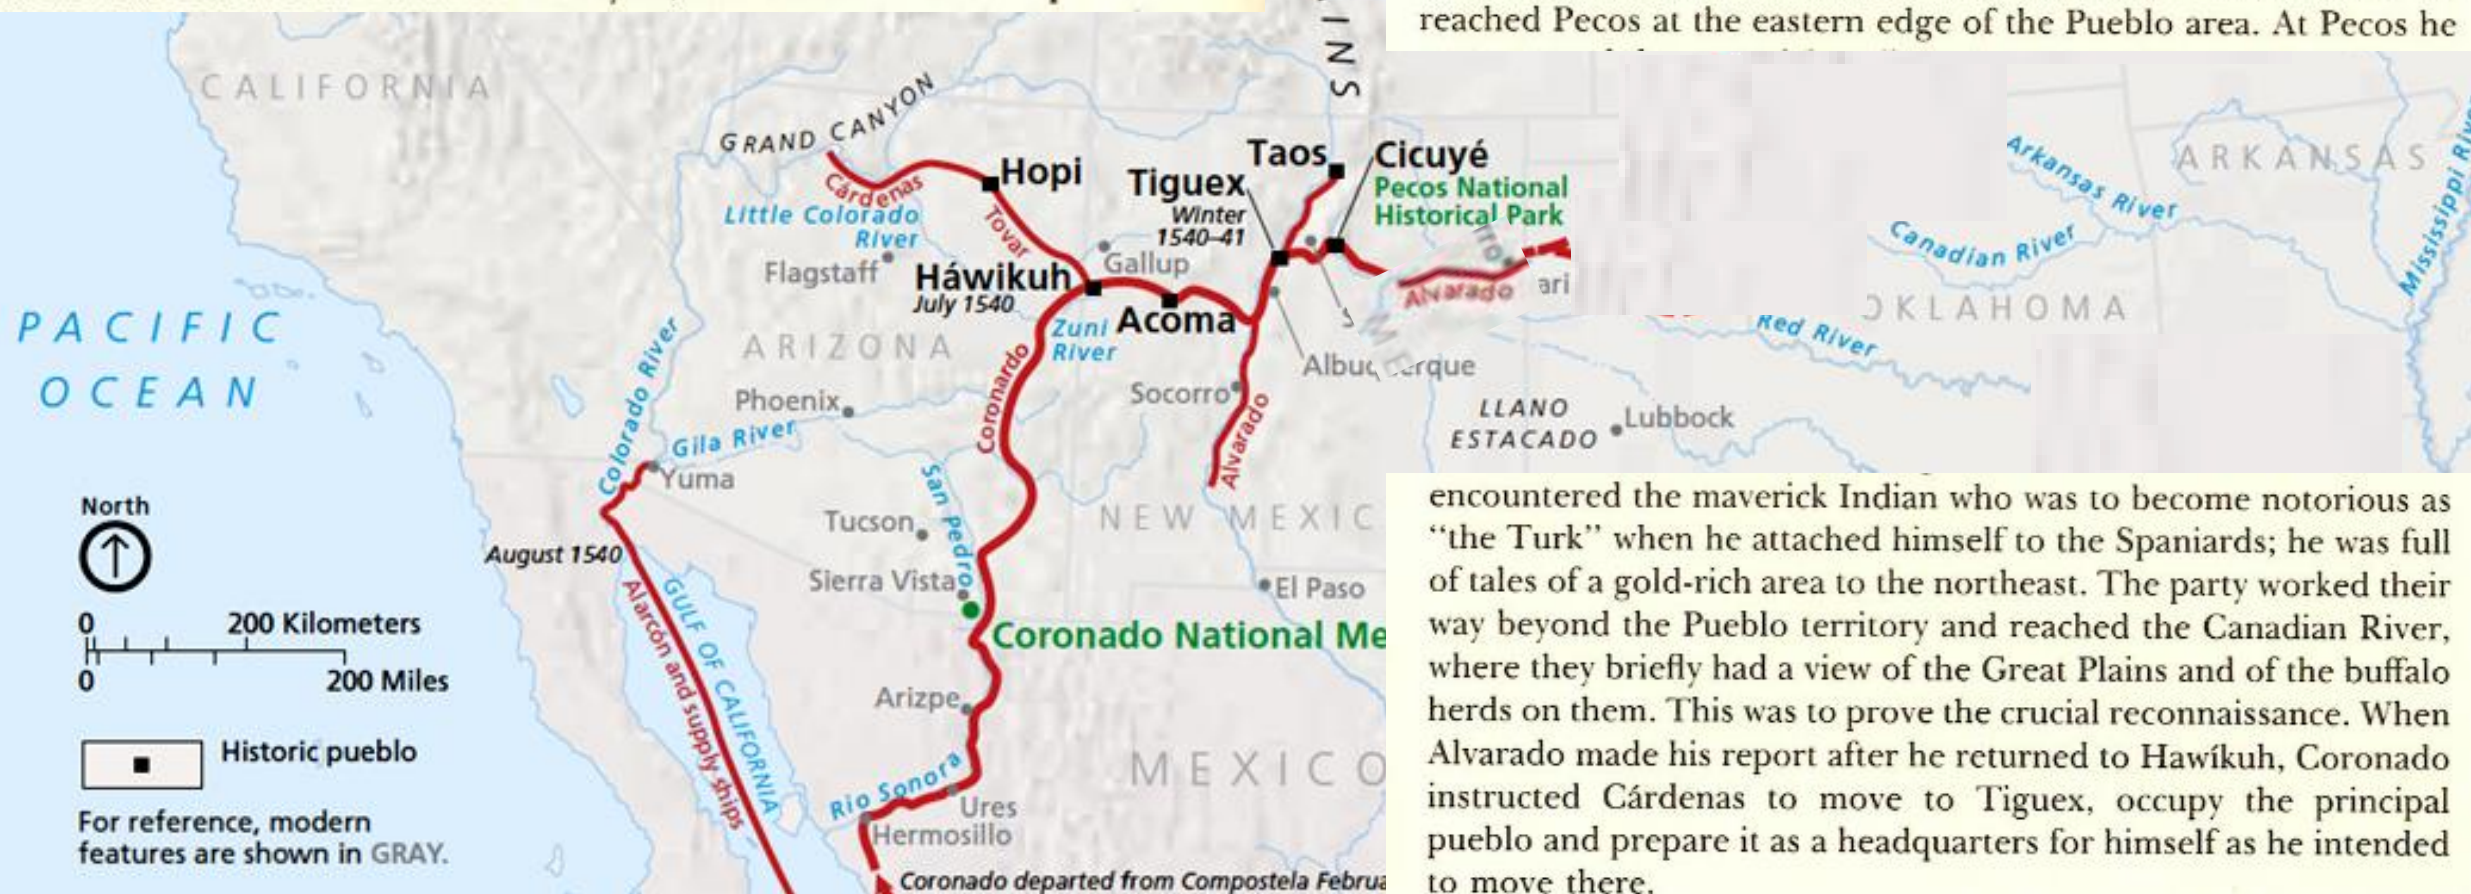 reached Pecos at the eastern edge of the Pueblo area. At Pecos he
CALIFORNIA
GRAND CANYON
Cárdenas
Hopi
Tovar
Little Colorado
River
Flagstaff
Háwikuh
July 1540
Gallup
Acoma
Zuni
River
Tiguex
Winter
1540–41
Taos
Cicuyé
Pecos National
Historical Park
Alvarado
ari
Albuquerque
Socorro
Alvarado
Arkansas River
ARKANSAS
Mississippi River
Canadian River
OKLAHOMA
Red River
LLANO
ESTACADO
Lubbock
PACIFIC
OCEAN
ARIZONA
Colorado River
Phoenix
Gila River
Yuma
Coronardo
San Pedro
Tucson
Sierra Vista
NEW MEXIC
El Paso
August 1540
Alarcón and supply ships
GULF OF CALIFORNIA
Coronado National Me
Arizpe
MEXICO
Rio Sonora
Ures
Hermosillo
Coronado departed from Compostela Februa
North
0 200 Kilometers
0 200 Miles
Historic pueblo
For reference, modern
features are shown in GRAY.
encountered the maverick Indian who was to become notorious as
“the Turk” when he attached himself to the Spaniards; he was full
of tales of a gold-rich area to the northeast. The party worked their
way beyond the Pueblo territory and reached the Canadian River,
where they briefly had a view of the Great Plains and of the buffalo
herds on them. This was to prove the crucial reconnaissance. When
Alvarado made his report after he returned to Hawíkuh, Coronado
instructed Cárdenas to move to Tiguex, occupy the principal
pueblo and prepare it as a headquarters for himself as he intended
to move there.